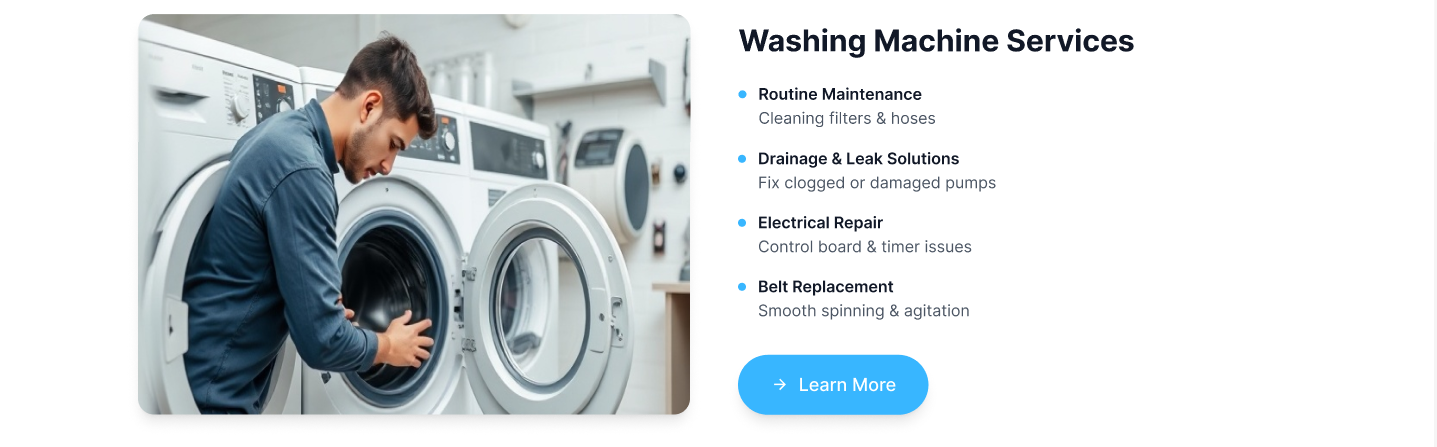 Washing Machine Services
Routine Maintenance
Cleaning filters & hoses
Drainage & Leak Solutions
Fix clogged or damaged pumps
Electrical Repair
Control board & timer issues
Belt Replacement
Smooth spinning & agitation
→ Learn More